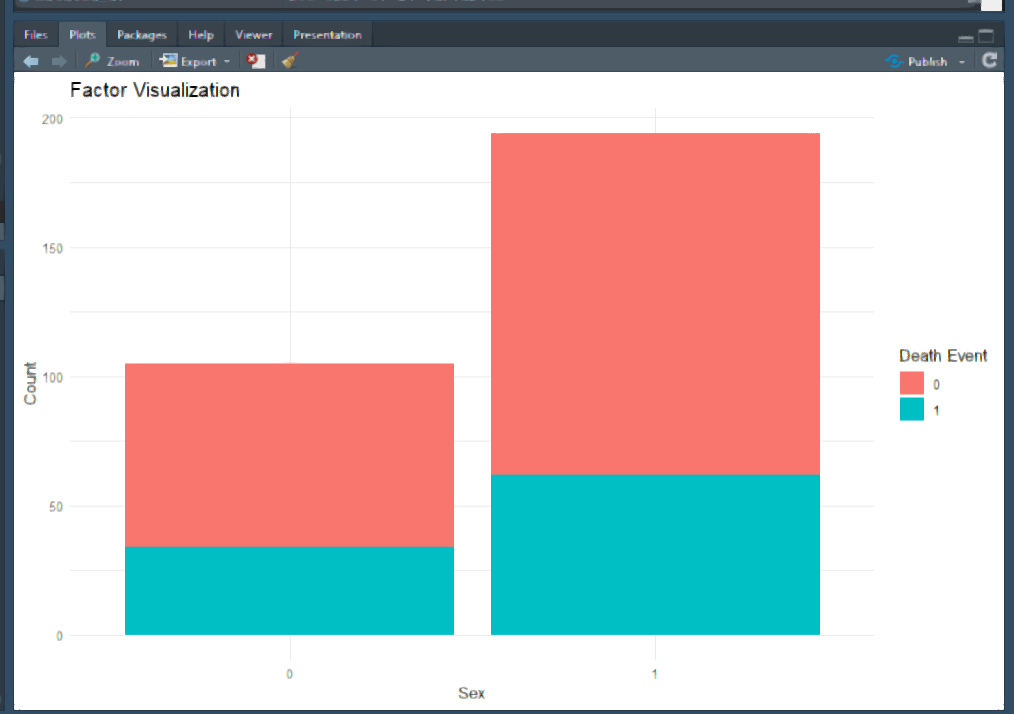 Files Plots Packages Help Viewer Presentation
Zoom Export Publish
Factor Visualization
200
150
100
50
0
Count
0 1
Sex
Death Event
0
1